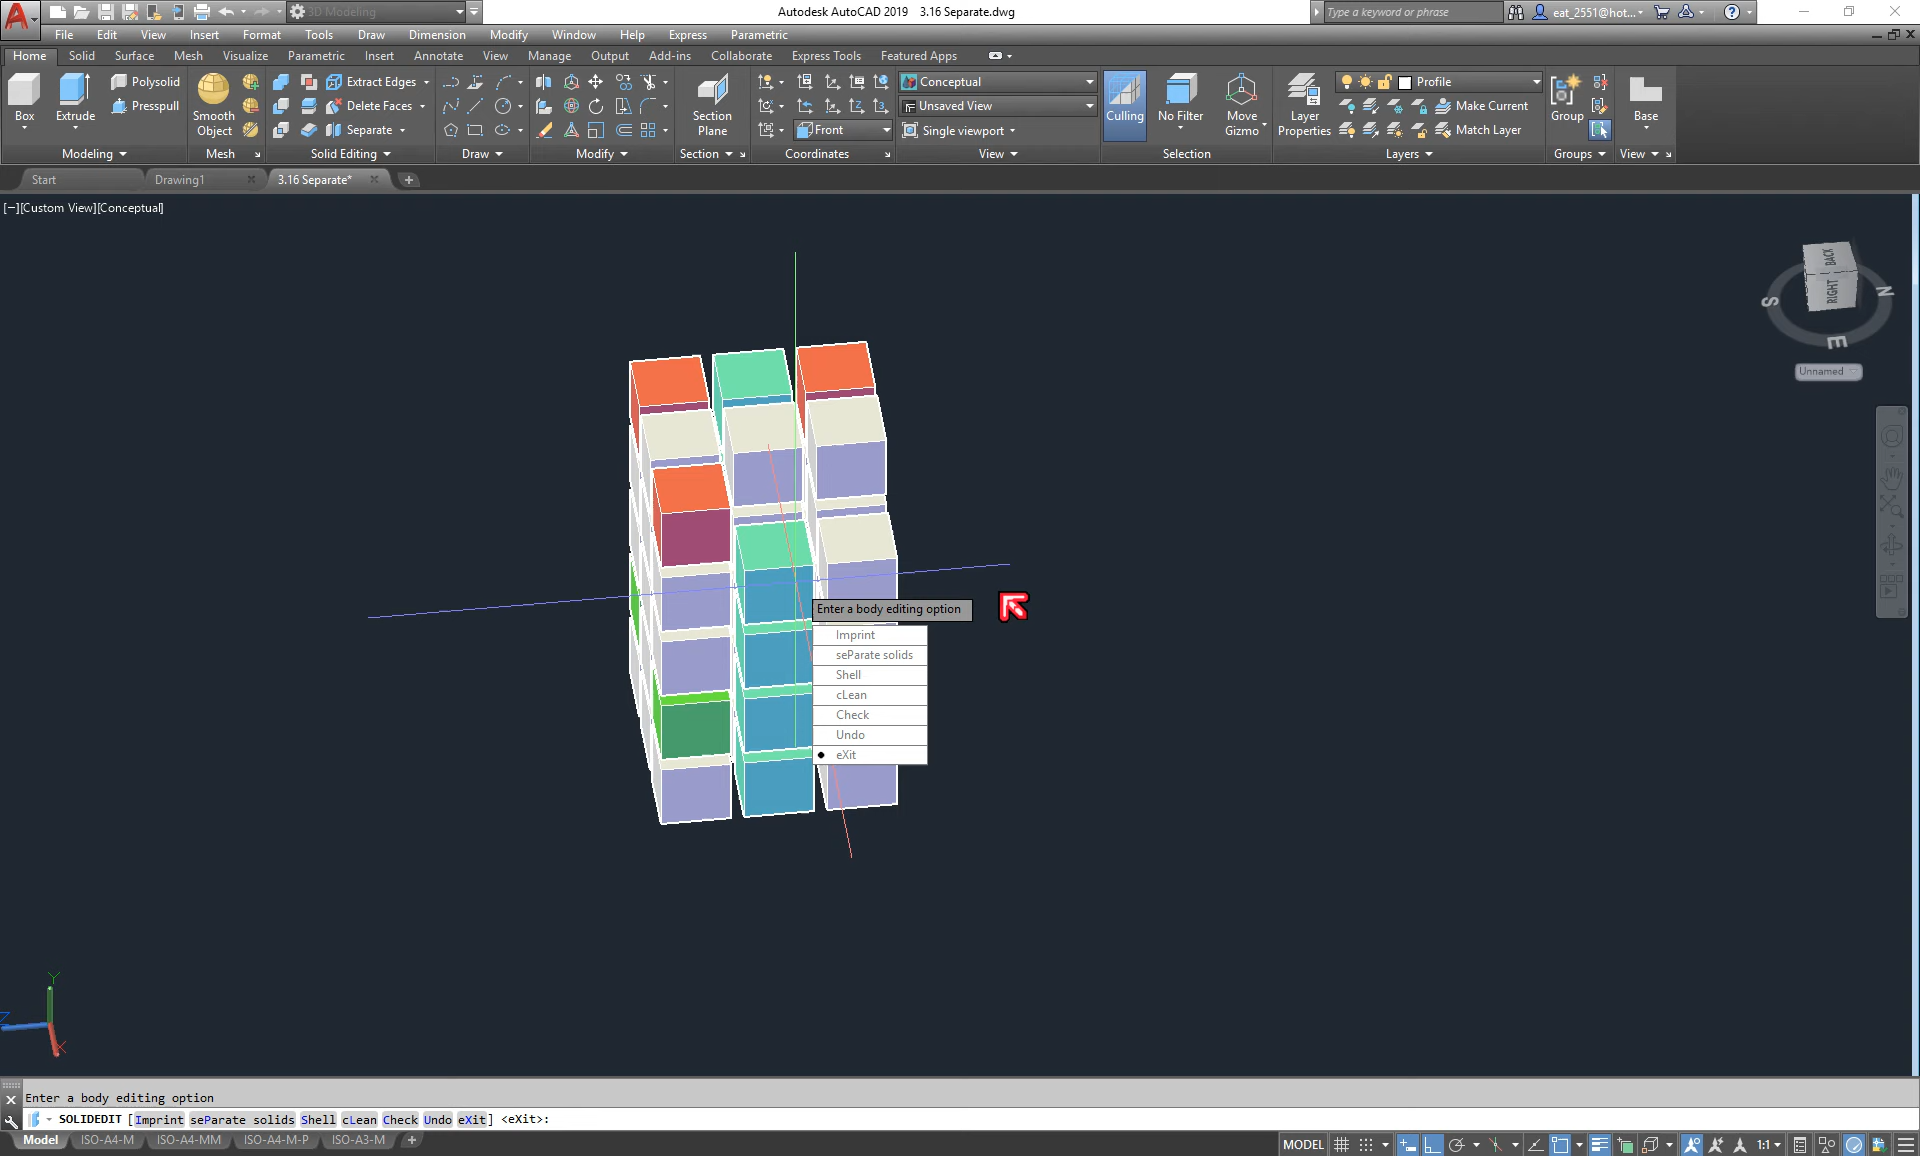 3D Modeling
Autodesk AutoCAD 2019 3.16 Separate.dwg
Type a keyword or phrase
eat_2551@hot...
File Edit View Insert Format Tools Draw Dimension Modify Window Help Express Parametric
Home Solid Surface Mesh Visualize Parametric Insert Annotate View Manage Output Add-ins Collaborate Express Tools Featured Apps
Box
Extrude
Polysolid
Presspull
Modeling
Smooth Object
Mesh
Extract Edges
Delete Faces
Separate
Solid Editing
Draw
Modify
Section Plane
Section
Front
Coordinates
Conceptual
Unsaved View
Single viewport
View
Culling
No Filter
Move Gizmo
Selection
Layer Properties
Profile
Make Current
Match Layer
Layers
Group
Groups
Base
View
Start
Drawing1
3.16 Separate*
[−][Custom View][Conceptual]
BACK
RIGHT
S
N
E
Unnamed
Enter a body editing option
Imprint
seParate solids
Shell
cLean
Check
Undo
eXit
Y
Z
X
Enter a body editing option
SOLIDEDIT [Imprint seParate solids Shell cLean Check Undo eXit] <eXit>:
Model ISO-A4-M ISO-A4-MM ISO-A4-M-P ISO-A3-M
MODEL
1:1